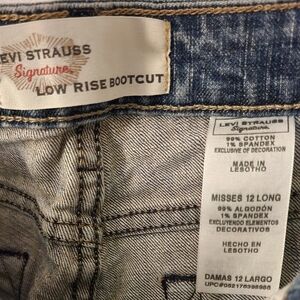 LEVI STRAUSS
Signature
LOW RISE BOOTCUT
LEVI STRAUSS
Signature
99% COTTON
1% SPANDEX
EXCLUSIVE OF DECORATION
MADE IN
LESOTHO
MISSES 12 LONG
99% ALGODÓN
1% SPANDEX
EXCLUYENDO ELEMENTOS
DECORATIVOS
HECHO EN
LESOTHO
DAMAS 12 LARGO